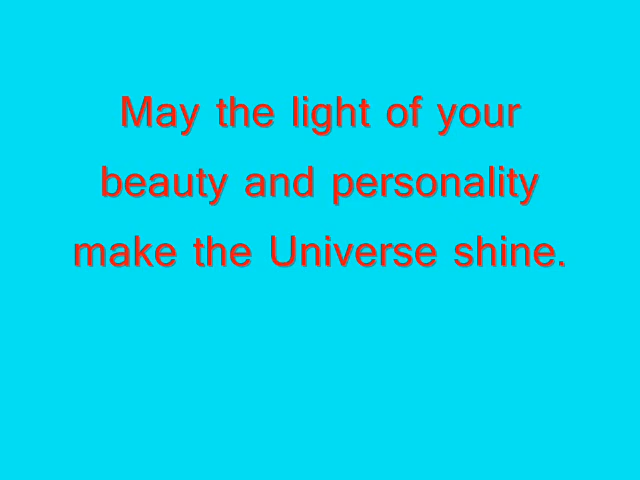 May the light of your
beauty and personality
make the Universe shine.